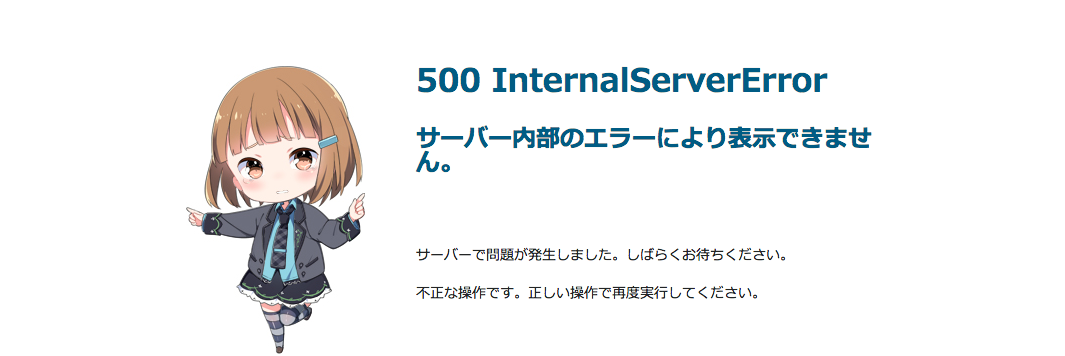 500 InternalServerError
サーバー内部のエラーにより表示できませ
ん。
サーバーで問題が発生しました。しばらくお待ちください。
不正な操作です。正しい操作で再度実行してください。